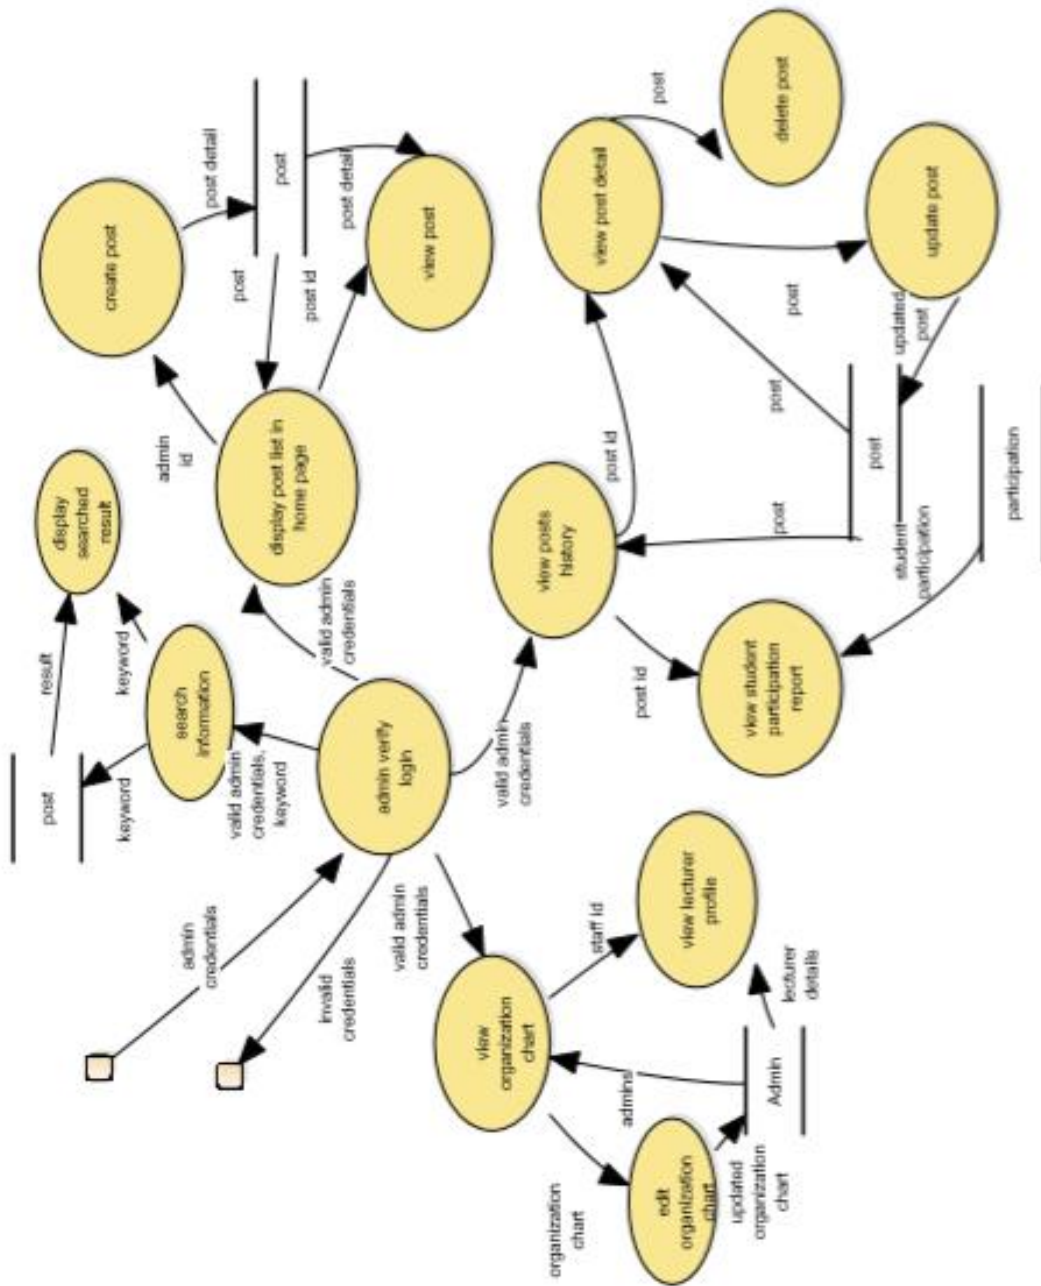 admin
credentials
invalid
credentials
post
result
keyword
keyword
display
searched
result
search
information
valid admin
credentials,
keyword
admin verify
login
valid admin
credentials
display post list in
home page
admin
id
create post
post detail
post
post
post id
post detail
view post
valid admin
credentials
view posts
history
post id
view post detail
post
delete post
post
update post
updated
post
post
post
post
student
participation
participation
post id
view student
participation
report
valid admin
credentials
view
organization
chart
staff id
view lecturer
profile
lecturer
details
admins
Admin
organization
chart
edit
organization
chart
updated
organization
chart